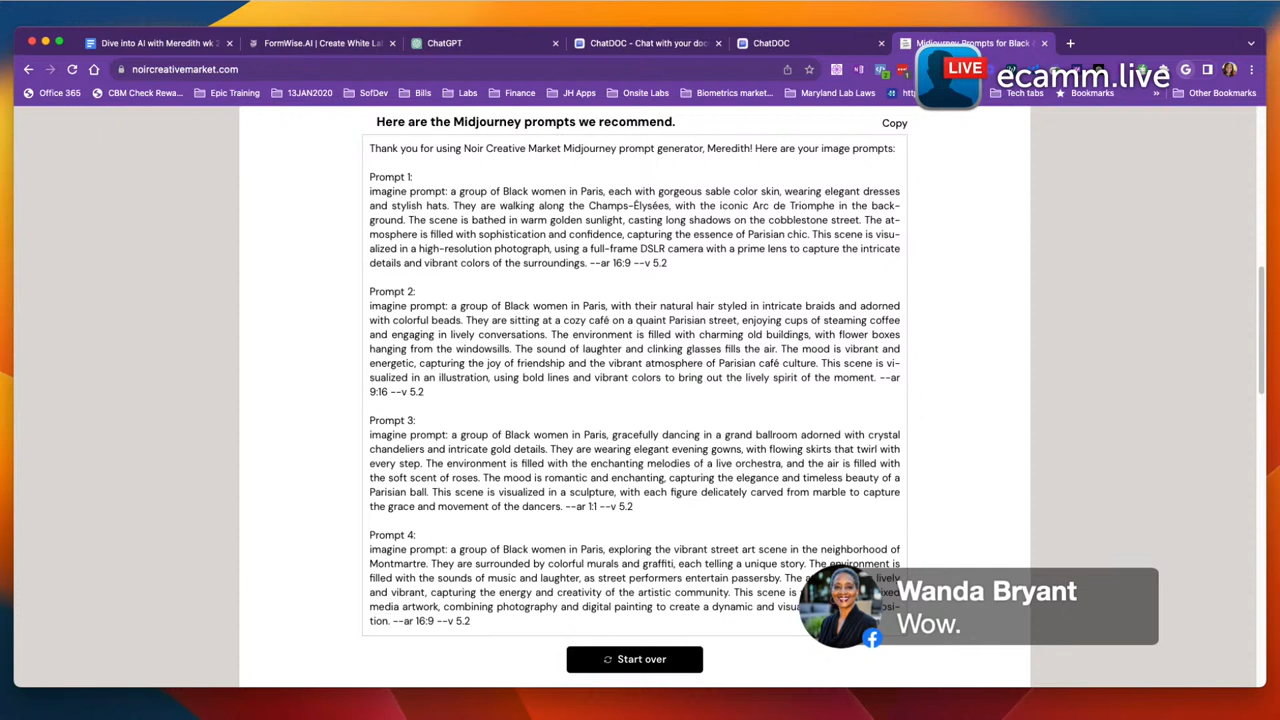 Dive into AI with Meredith wk 2
FormWise.AI | Create White La
ChatGPT
ChatDOC - Chat with your doc
ChatDOC
Midjourney Prompts for Black
noircreativemarket.com
LIVE
ecamm.live
Office 365
CBM Check Rewa...
Epic Training
13JAN2020
SofDev
Bills
Labs
Finance
JH Apps
Onsite Labs
Biometrics market...
Maryland Lab Laws
Tech tabs
Bookmarks
Other Bookmarks
Here are the Midjourney prompts we recommend.
Copy
Thank you for using Noir Creative Market Midjourney prompt generator, Meredith! Here are your image prompts:
Prompt 1:
imagine prompt: a group of Black women in Paris, each with gorgeous sable color skin, wearing elegant dresses
and stylish hats. They are walking along the Champs-Élysées, with the iconic Arc de Triomphe in the back-
ground. The scene is bathed in warm golden sunlight, casting long shadows on the cobblestone street. The at-
mosphere is filled with sophistication and confidence, capturing the essence of Parisian chic. This scene is visu-
alized in a high-resolution photograph, using a full-frame DSLR camera with a prime lens to capture the intricate
details and vibrant colors of the surroundings. --ar 16:9 --v 5.2
Prompt 2:
imagine prompt: a group of Black women in Paris, with their natural hair styled in intricate braids and adorned
with colorful beads. They are sitting at a cozy café on a quaint Parisian street, enjoying cups of steaming coffee
and engaging in lively conversations. The environment is filled with charming old buildings, with flower boxes
hanging from the windowsills. The sound of laughter and clinking glasses fills the air. The mood is vibrant and
energetic, capturing the joy of friendship and the vibrant atmosphere of Parisian café culture. This scene is vi-
sualized in an illustration, using bold lines and vibrant colors to bring out the lively spirit of the moment. --ar
9:16 --v 5.2
Prompt 3:
imagine prompt: a group of Black women in Paris, gracefully dancing in a grand ballroom adorned with crystal
chandeliers and intricate gold details. They are wearing elegant evening gowns, with flowing skirts that twirl with
every step. The environment is filled with the enchanting melodies of a live orchestra, and the air is filled with
the soft scent of roses. The mood is romantic and enchanting, capturing the elegance and timeless beauty of a
Parisian ball. This scene is visualized in a sculpture, with each figure delicately carved from marble to capture
the grace and movement of the dancers. --ar 1:1 --v 5.2
Prompt 4:
imagine prompt: a group of Black women in Paris, exploring the vibrant street art scene in the neighborhood of
Montmartre. They are surrounded by colorful murals and graffiti, each telling a unique story. The environment is
filled with the sounds of music and laughter, as street performers entertain passersby. The lively
and vibrant, capturing the energy and creativity of the artistic community. This scene is
media artwork, combining photography and digital painting to create a dynamic and
tion. --ar 16:9 --v 5.2
Wanda Bryant
Wow.
Start over